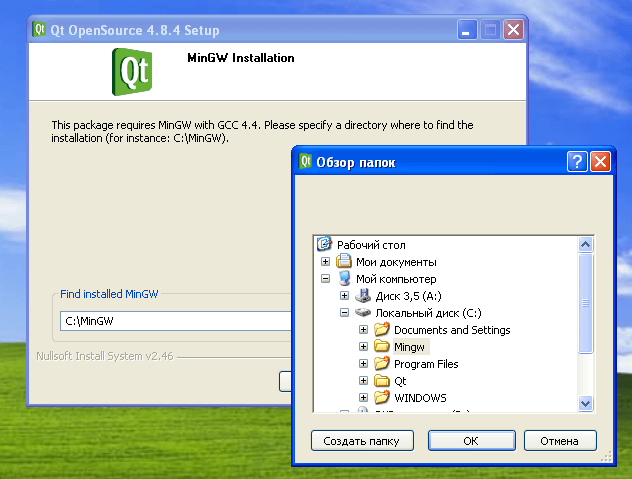 Qt OpenSource 4.8.4 Setup
Qt
MinGW Installation
This package requires MinGW with GCC 4.4. Please specify a directory where to find the
installation (for instance: C:\MinGW).
Find installed MinGW
C:\MinGW
Nullsoft Install System v2.46
Qt Обзор папок
Рабочий стол
Мои документы
Мой компьютер
Диск 3,5 (A:)
Локальный диск (C:)
Documents and Settings
Mingw
Program Files
Qt
WINDOWS
Создать папку
OK
Отмена